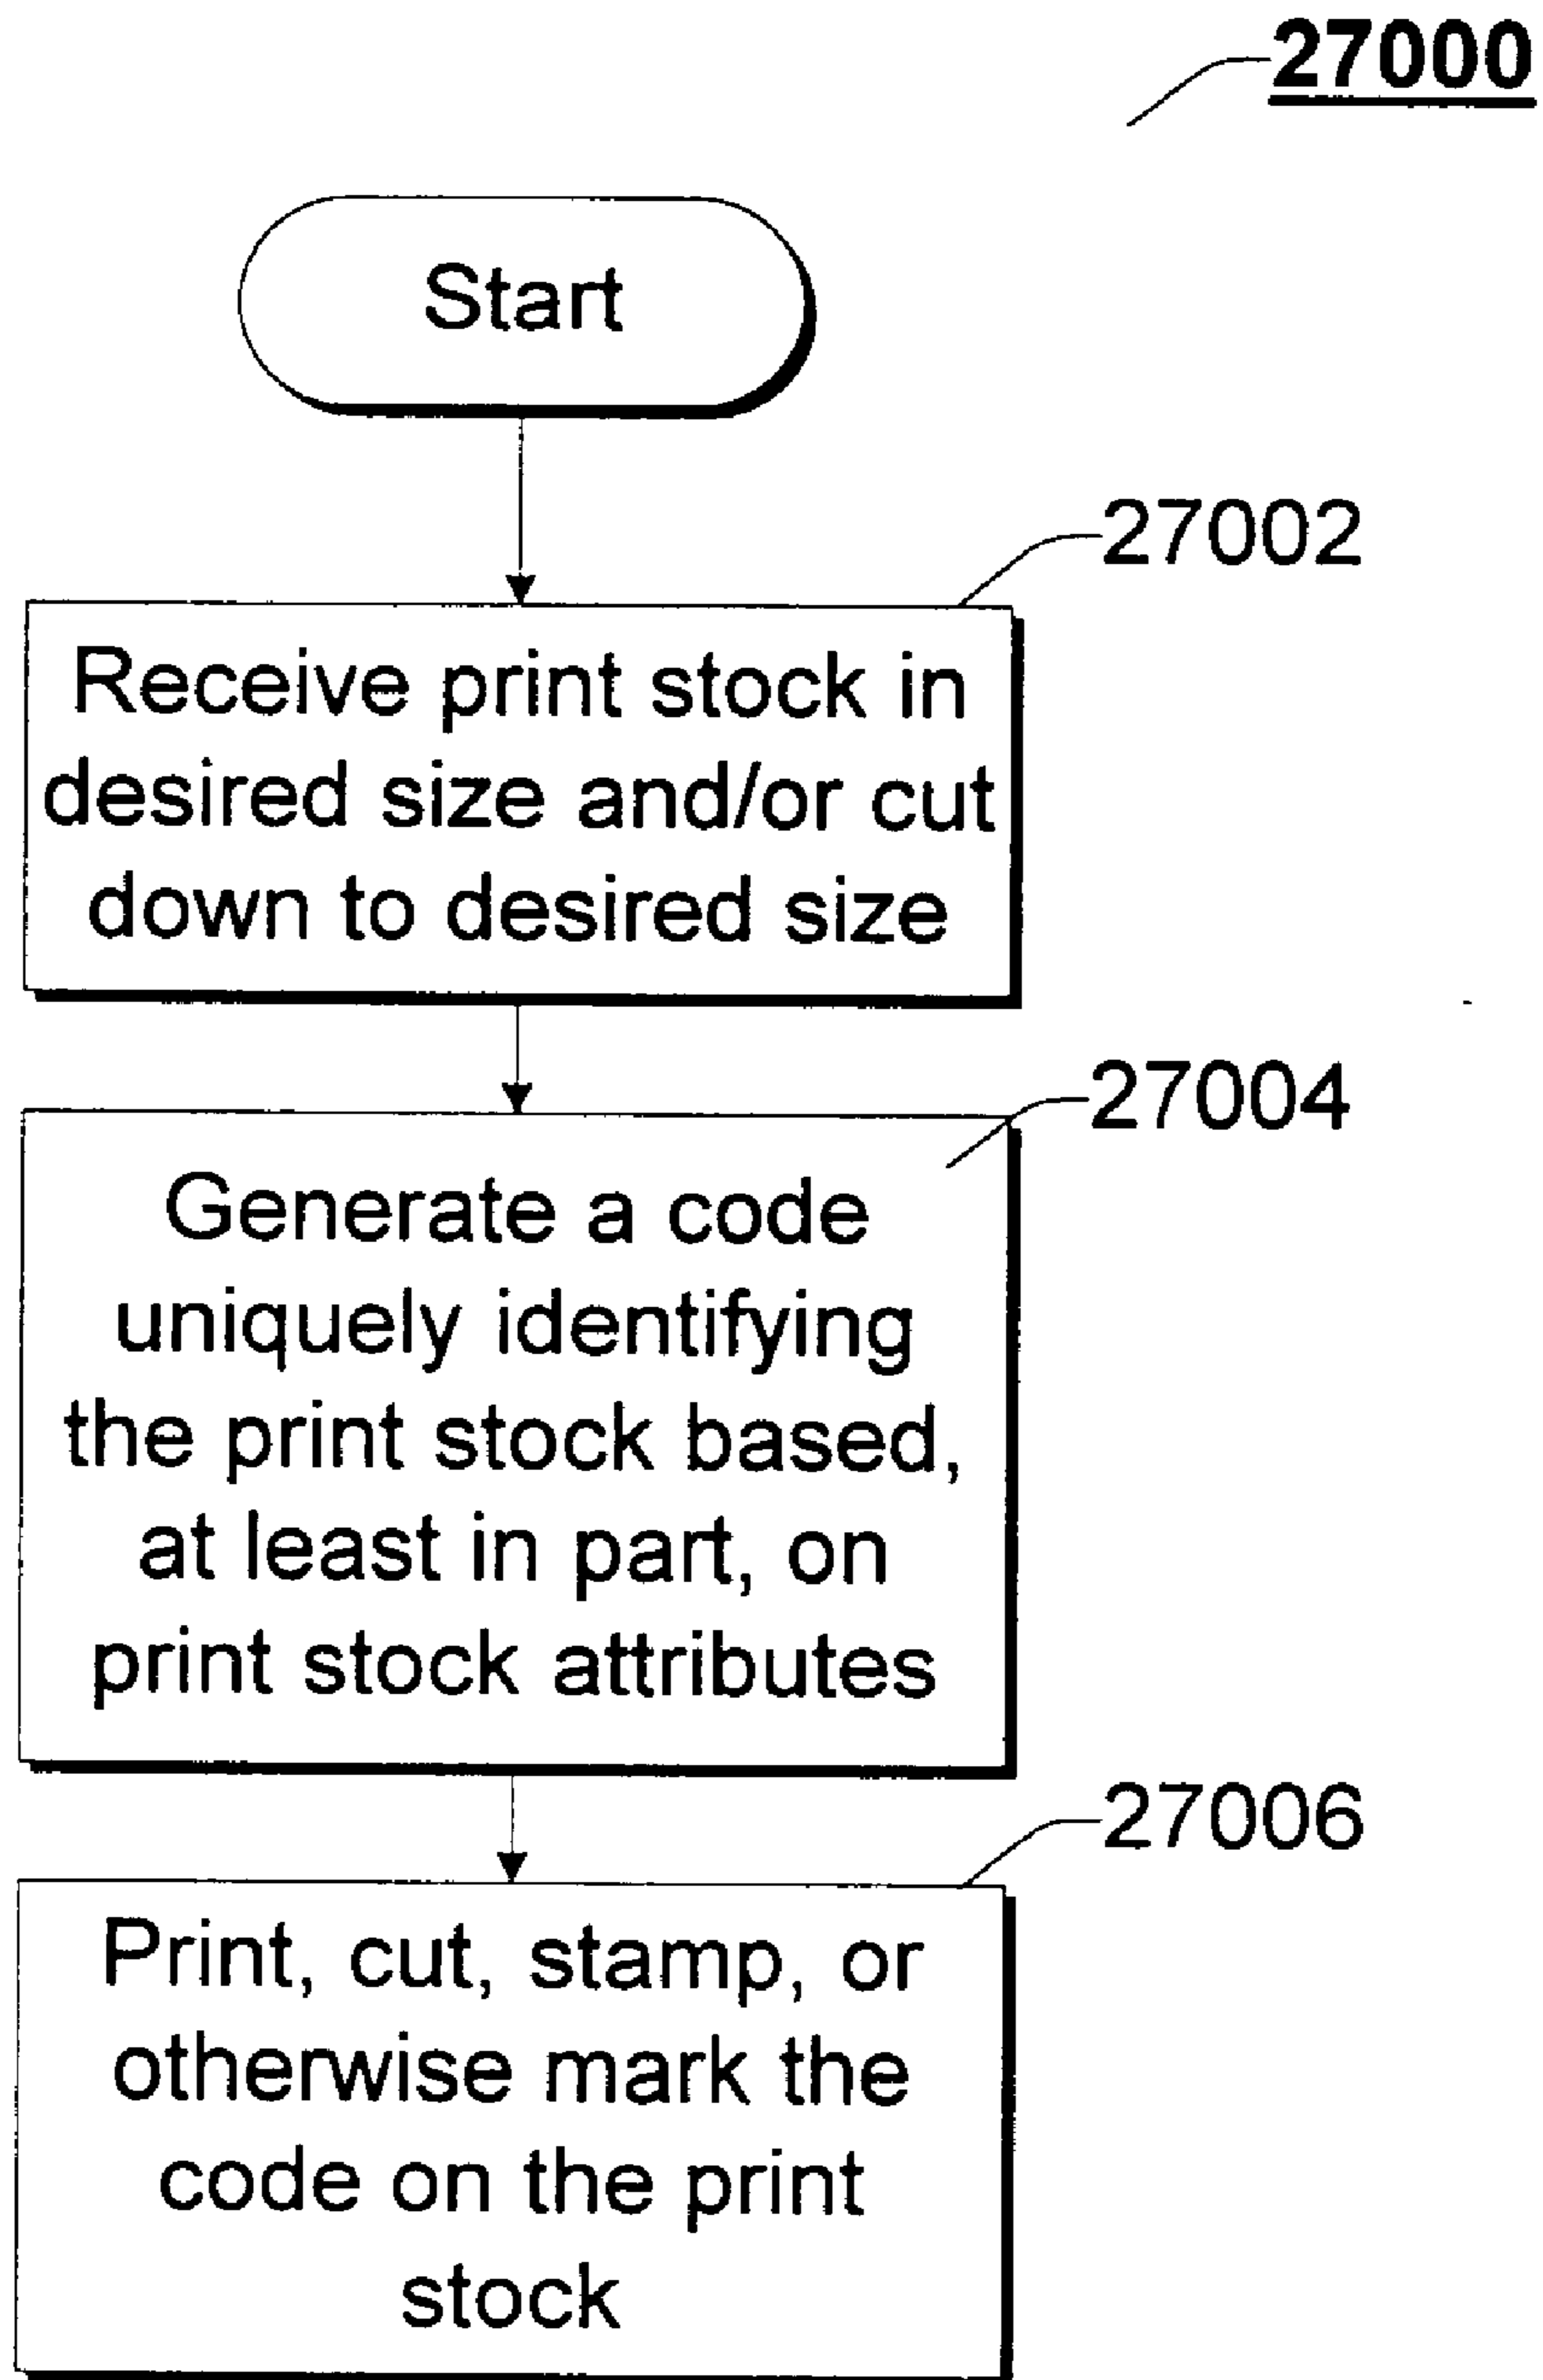 27000
Start
27002
Receive print stock in
desired size and/or cut
down to desired size
27004
Generate a code
uniquely identifying
the print stock based,
at least in part, on
print stock attributes
27006
Print, cut, stamp, or
otherwise mark the
code on the print
stock